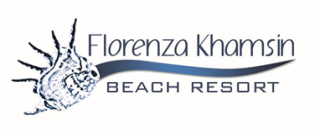 Florenza Khamsin
BEACH RESORT